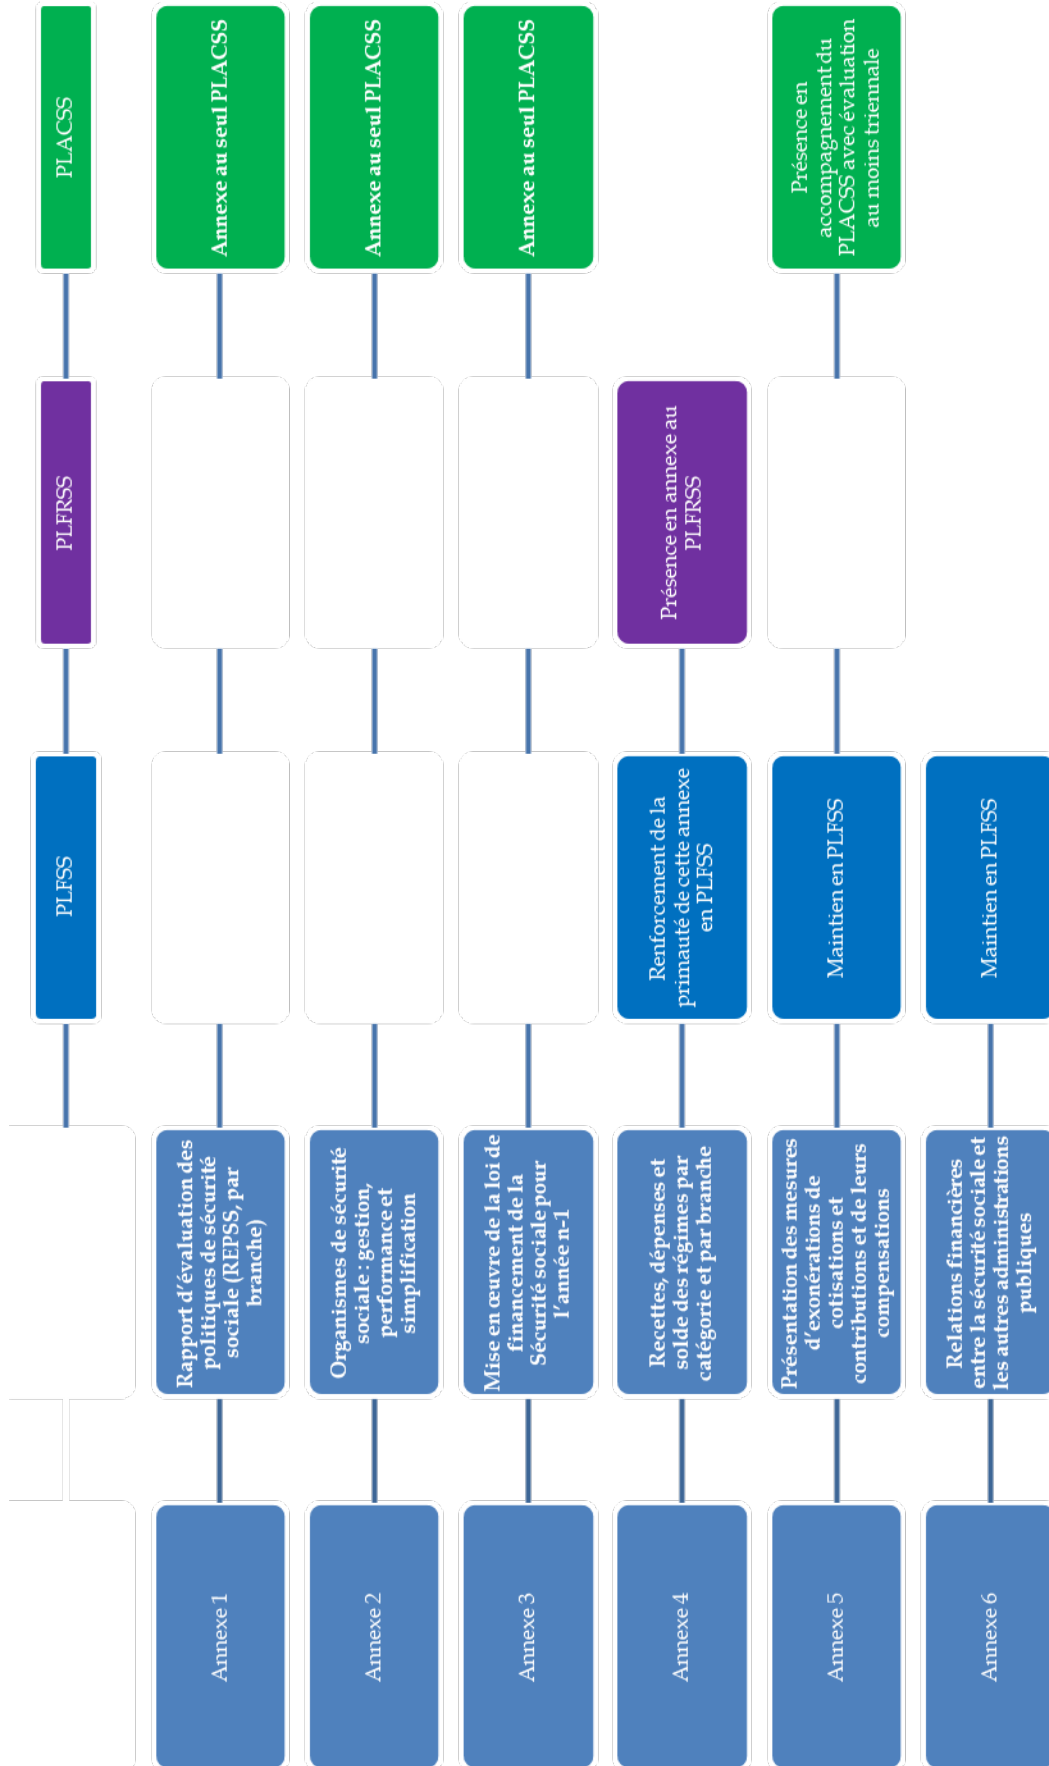 PLFSS
PLFRSS
PLACSS
Annexe 1
Rapport d’évaluation des
politiques de sécurité
sociale (REPSS, par
branche)
Annexe au seul PLACSS
Annexe 2
Organismes de sécurité
sociale : gestion,
performance et
simplification
Annexe au seul PLACSS
Annexe 3
Mise en œuvre de la loi de
financement de la
Sécurité sociale pour
l’année n-1
Annexe au seul PLACSS
Annexe 4
Recettes, dépenses et
solde des régimes par
catégorie et par branche
Renforcement de la
primauté de cette annexe
en PLFSS
Présence en annexe au
PLFRSS
Annexe 5
Présentation des mesures
d’exonérations de
cotisations et
contributions et de leurs
compensations
Maintien en PLFSS
Présence en
accompagnement du
PLACSS avec évaluation
au moins triennale
Annexe 6
Relations financières
entre la sécurité sociale et
les autres administrations
publiques
Maintien en PLFSS